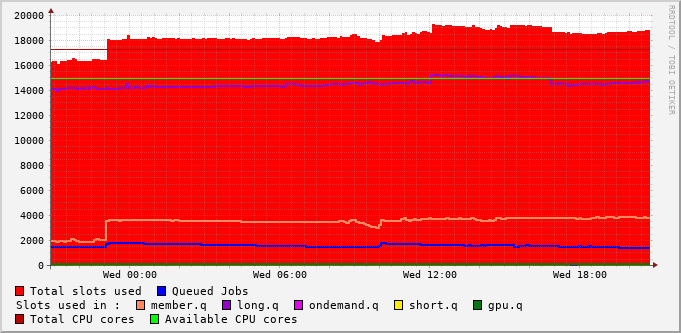 20000
18000
16000
14000
12000
10000
8000
6000
4000
2000
0
Wed 00:00 Wed 06:00 Wed 12:00 Wed 18:00
RRDTOOL / TOBI OETIKER
Total slots used Queued Jobs
Slots used in : member.q long.q ondemand.q short.q gpu.q
Total CPU cores Available CPU cores